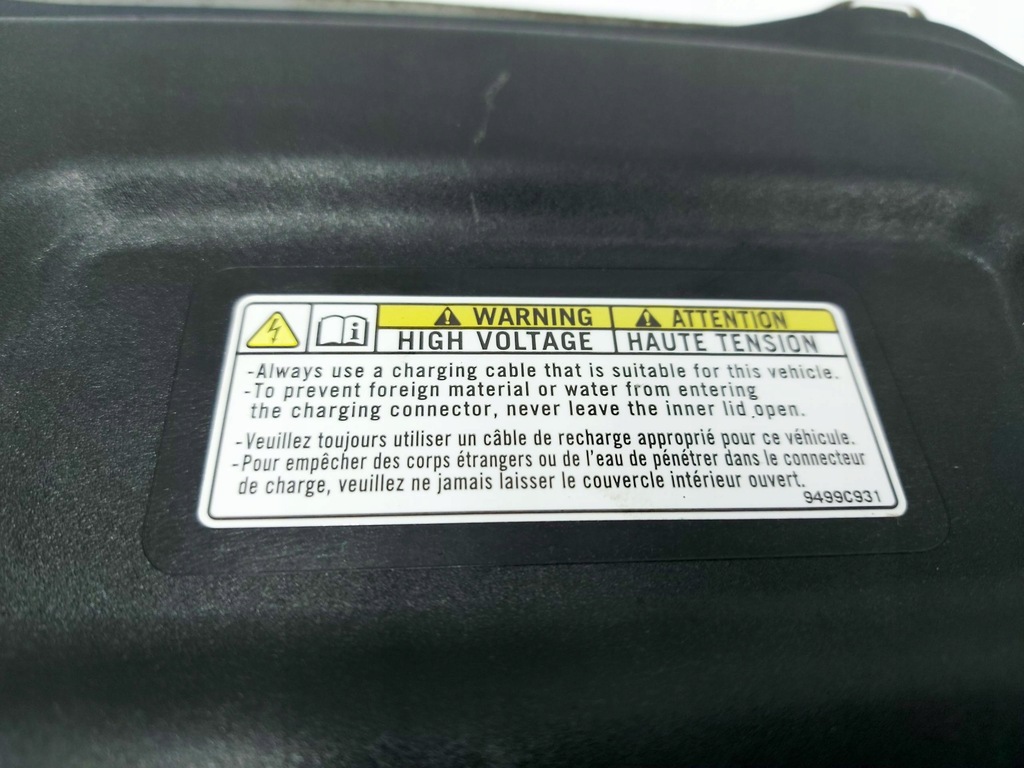 WARNING ATTENTION
HIGH VOLTAGE HAUTE TENSION
-Always use a charging cable that is suitable for this vehicle.
-To prevent foreign material or water from entering
the charging connector, never leave the inner lid open.
-Veuillez toujours utiliser un câble de recharge approprié pour ce véhicule.
-Pour empêcher des corps étrangers ou de l'eau de pénétrer dans le connecteur
de charge, veuillez ne jamais laisser le couvercle intérieur ouvert.
9499C931